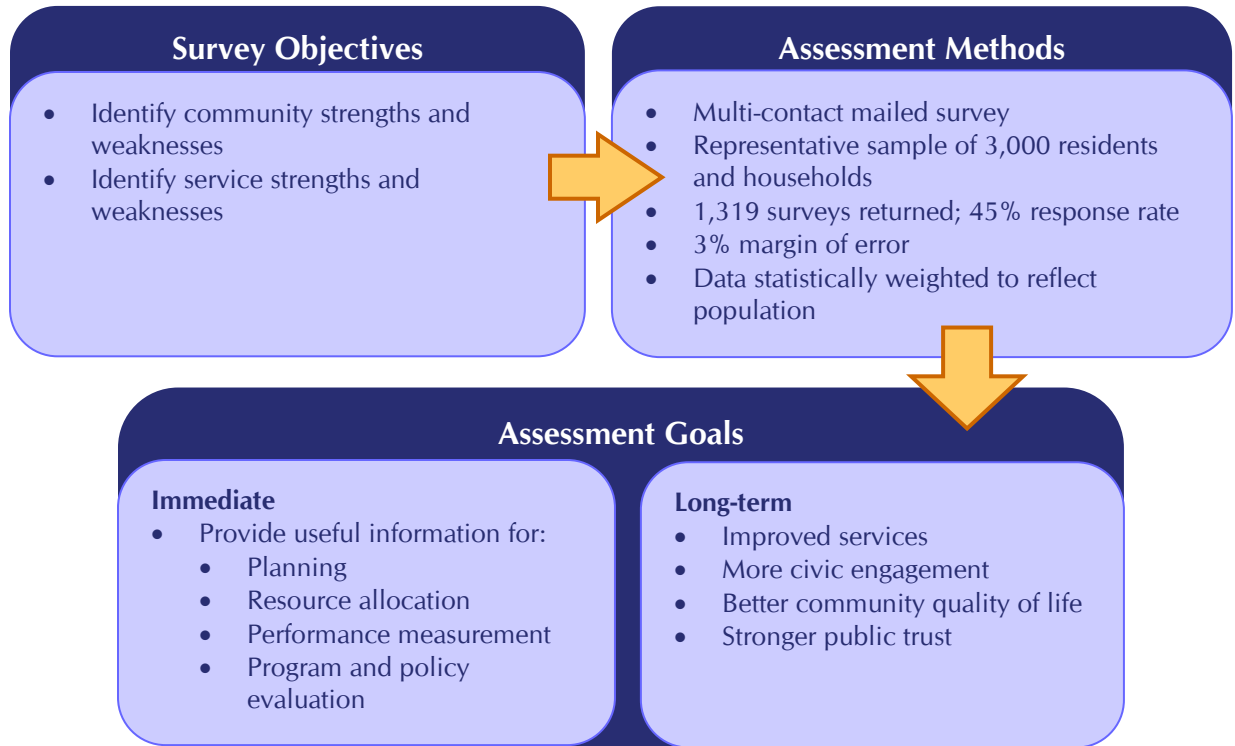 Survey Objectives
• Identify community strengths and
weaknesses
• Identify service strengths and
weaknesses
Assessment Methods
• Multi-contact mailed survey
• Representative sample of 3,000 residents
and households
• 1,319 surveys returned; 45% response rate
• 3% margin of error
• Data statistically weighted to reflect
population
Assessment Goals
Immediate
• Provide useful information for:
• Planning
• Resource allocation
• Performance measurement
• Program and policy
evaluation
Long-term
• Improved services
• More civic engagement
• Better community quality of life
• Stronger public trust